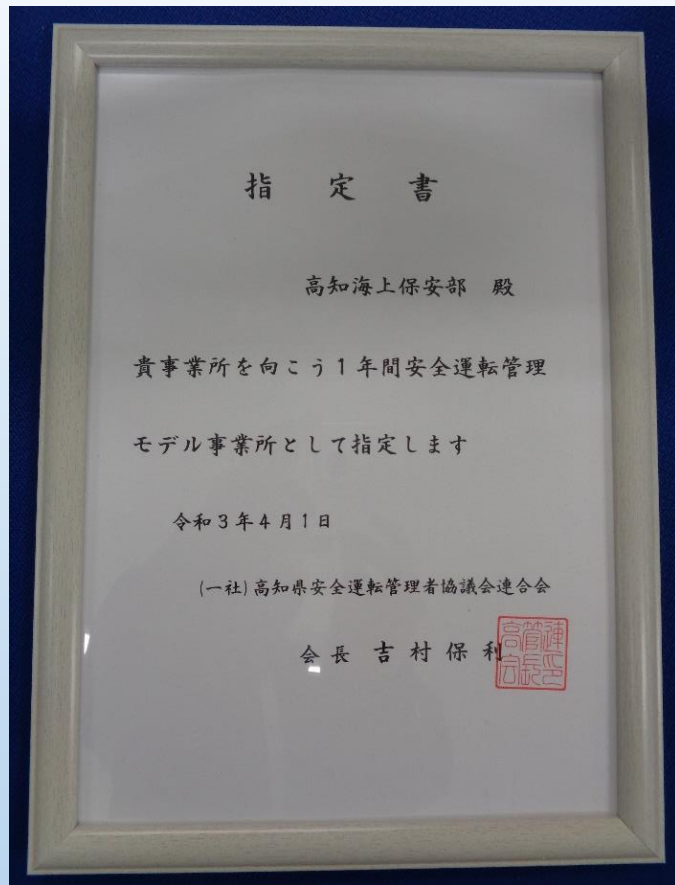 指定書
高知海上保安部 殿
貴事業所を向こう1年間安全運転管理
モデル事業所として指定します
令和3年4月1日
(一社)高知県安全運転管理者協議会連合会
会長 吉村保利